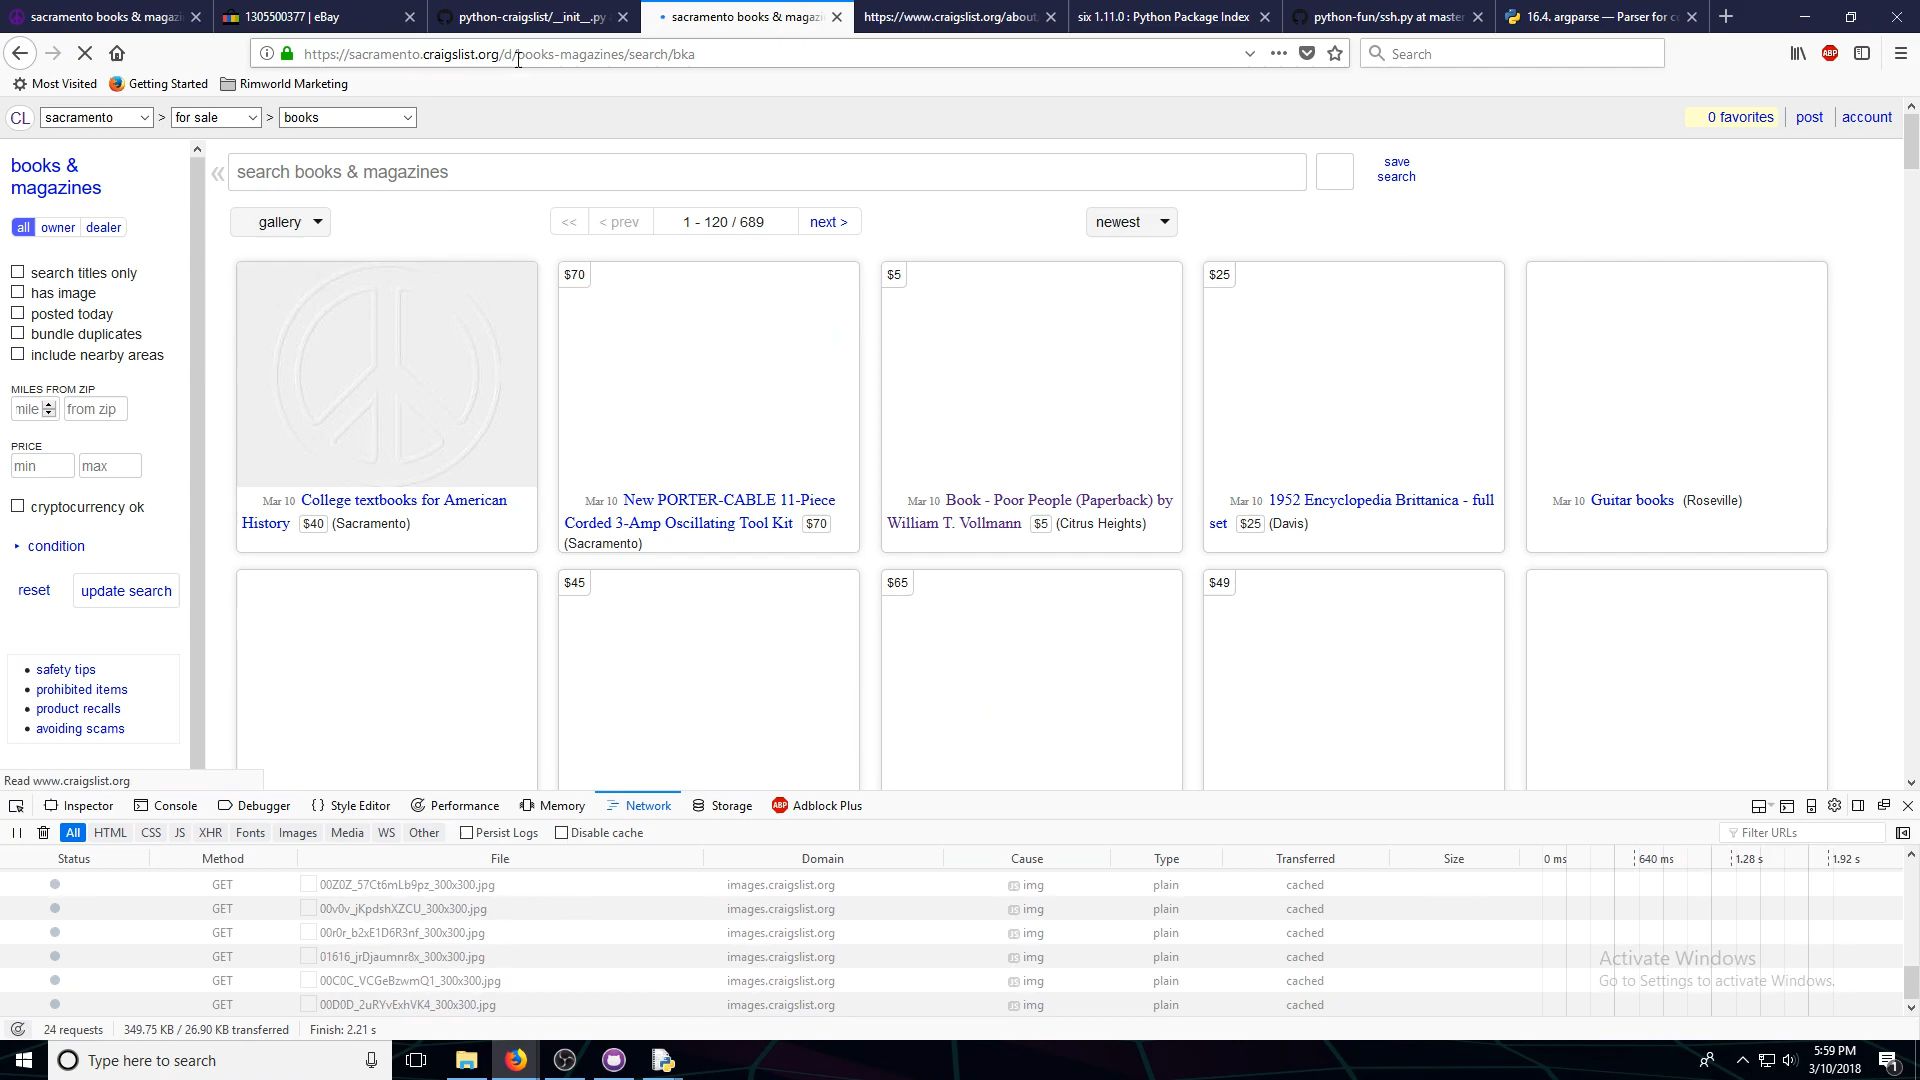 sacramento books & magazi
1305500377 | eBay
python-craigslist/__init__.py
sacramento books & magazi
https://www.craigslist.org/about
six 1.11.0 : Python Package Index
python-fun/ssh.py at master
16.4. argparse — Parser for c
https://sacramento.craigslist.org/d/books-magazines/search/bka
Search
ABP
Most Visited
Getting Started
Rimworld Marketing
CL
sacramento
>
for sale
>
books
0 favorites
post
account
books &
magazines
search books & magazines
save
search
all
owner
dealer
gallery
<<
< prev
1 - 120 / 689
next >
newest
search titles only
has image
posted today
bundle duplicates
include nearby areas
MILES FROM ZIP
mile
from zip
PRICE
min
max
cryptocurrency ok
condition
reset
update search
safety tips
prohibited items
product recalls
avoiding scams
Mar 10 College textbooks for American
History $40 (Sacramento)
$70
Mar 10 New PORTER-CABLE 11-Piece
Corded 3-Amp Oscillating Tool Kit $70
(Sacramento)
$5
Mar 10 Book - Poor People (Paperback) by
William T. Vollmann $5 (Citrus Heights)
$25
Mar 10 1952 Encyclopedia Brittanica - full
set $25 (Davis)
Mar 10 Guitar books (Roseville)
$45
$65
$49
Read www.craigslist.org
Inspector
Console
Debugger
Style Editor
Performance
Memory
Network
Storage
ABP
Adblock Plus
All
HTML
CSS
JS
XHR
Fonts
Images
Media
WS
Other
Persist Logs
Disable cache
Filter URLs
Status Method File Domain Cause Type Transferred Size 0 ms 640 ms 1.28 s 1.92 s
GET 00Z0Z_57Ct6mLb9pz_300x300.jpg images.craigslist.org JS img plain cached
GET 00v0v_jKpdshXZCU_300x300.jpg images.craigslist.org JS img plain cached
GET 00r0r_b2xE1D6R3nf_300x300.jpg images.craigslist.org JS img plain cached
GET 01616_jrDjaumnr8x_300x300.jpg images.craigslist.org JS img plain cached
GET 00C0C_VCGeBzwmQ1_300x300.jpg images.craigslist.org JS img plain cached
GET 00D0D_2uRYvExhVK4_300x300.jpg images.craigslist.org JS img plain cached
Activate Windows
Go to Settings to activate Windows.
24 requests
349.75 KB / 26.90 KB transferred
Finish: 2.21 s
Type here to search
5:59 PM
3/10/2018
1